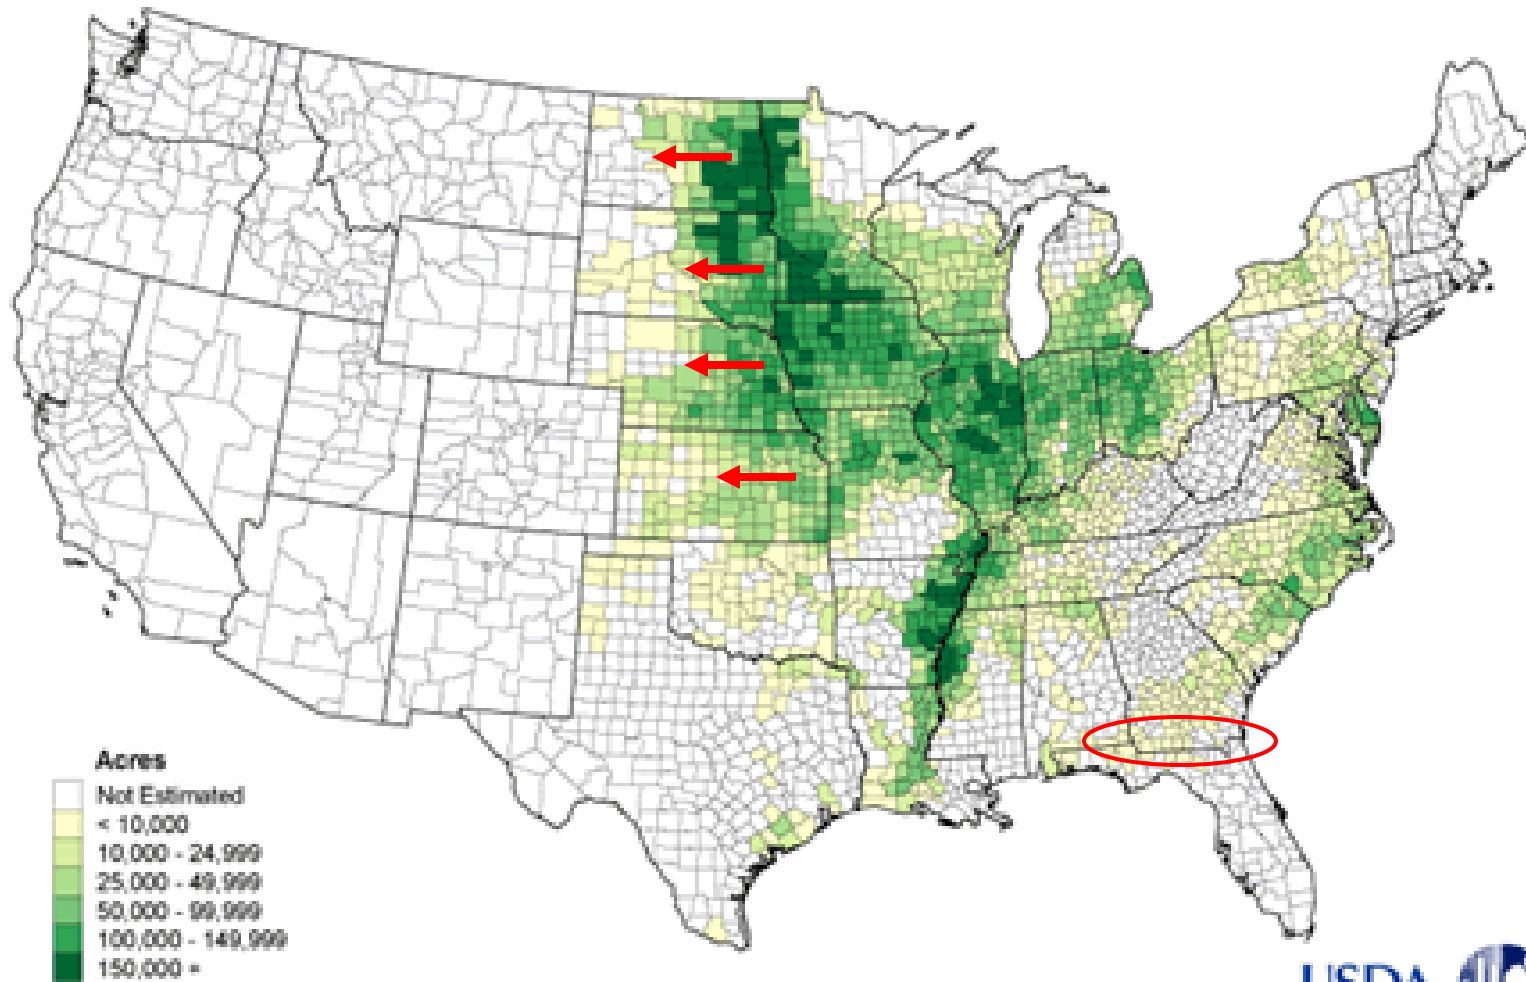 Acres
Not Estimated
< 10,000
10,000 - 24,999
25,000 - 49,999
50,000 - 99,999
100,000 - 149,999
150,000 +
USDA